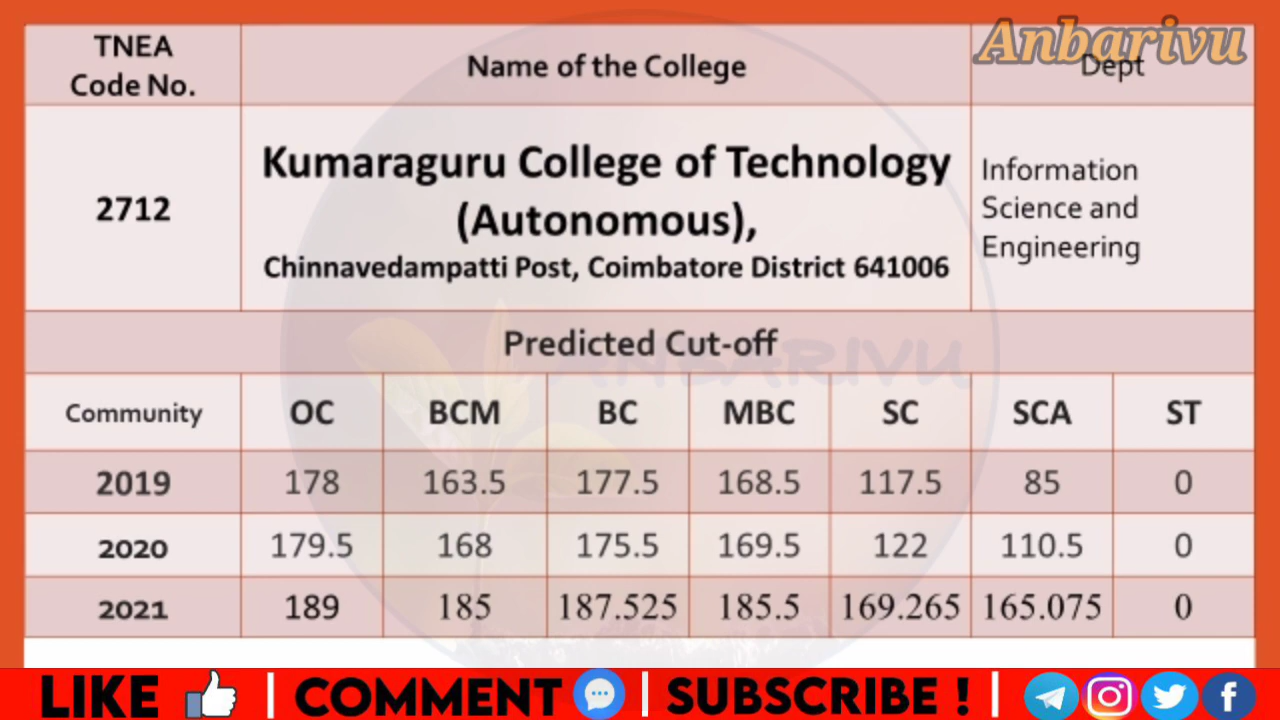 Anbarivu
TNEA
Code No.
Name of the College
Dept
2712
Kumaraguru College of Technology
(Autonomous),
Chinnavedampatti Post, Coimbatore District 641006
Information
Science and
Engineering
Predicted Cut-off
ANBARIVU
Community OC BCM BC MBC SC SCA ST
2019 178 163.5 177.5 168.5 117.5 85 0
2020 179.5 168 175.5 169.5 122 110.5 0
2021 189 185 187.525 185.5 169.265 165.075 0
LIKE | COMMENT | SUBSCRIBE ! |